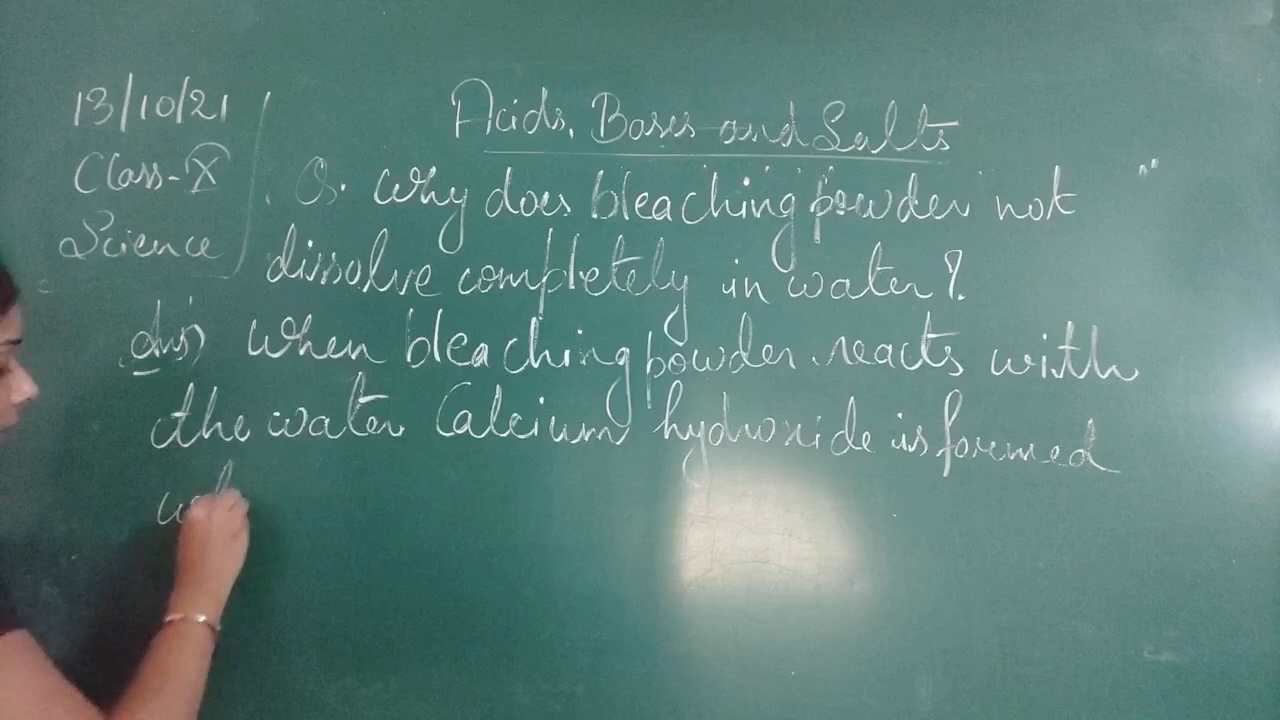 13/10/21
Class-X
Science
Acids, Bases and Salts
Q. Why does bleaching powder not
dissolve completely in water?
Ans) When bleaching powder reacts with
the water Calcium hydroxide is formed